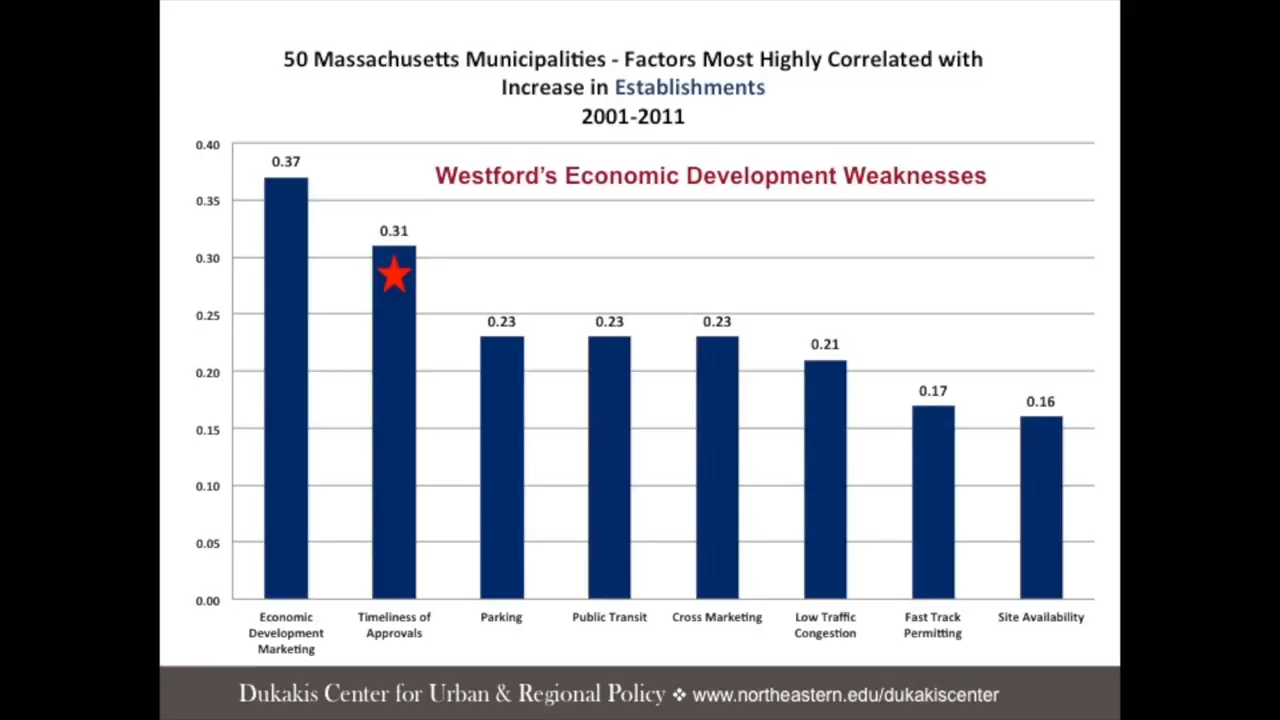 50 Massachusetts Municipalities - Factors Most Highly Correlated with
Increase in Establishments
2001-2011
Westford's Economic Development Weaknesses
0.40
0.35
0.30
0.25
0.20
0.15
0.10
0.05
0.00
0.37
0.31
0.23
0.23
0.23
0.21
0.17
0.16
Economic
Development
Marketing
Timeliness of
Approvals
Parking
Public Transit
Cross Marketing
Low Traffic
Congestion
Fast Track
Permitting
Site Availability
Dukakis Center for Urban & Regional Policy ❖ www.northeastern.edu/dukakiscenter